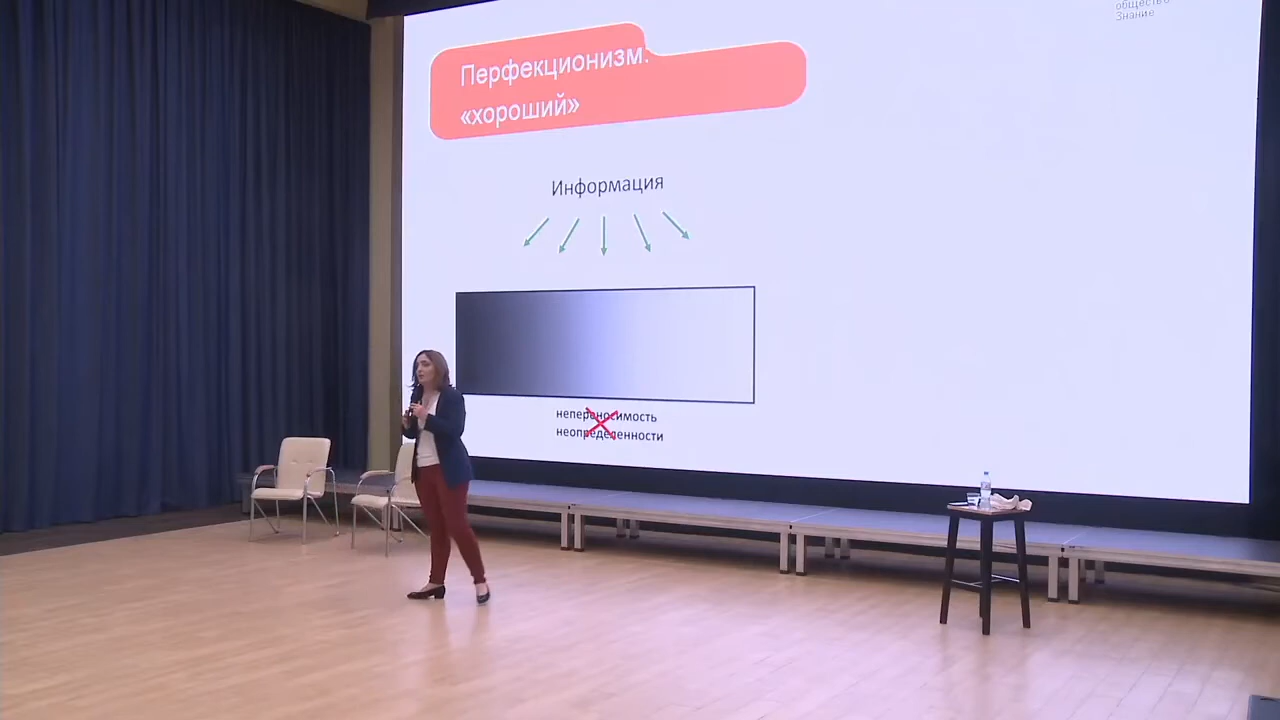 общество
Знание
Перфекционизм:
«хороший»
Информация
непереносимость
неопределенности